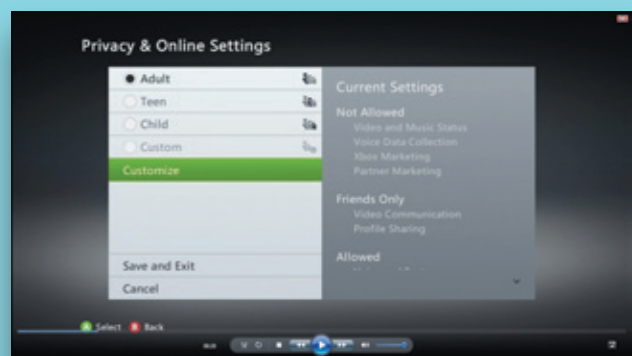 Privacy & Online Settings
Adult
Teen
Child
Custom
Customize
Save and Exit
Cancel
Current Settings
Not Allowed
Video and Music Status
Voice Data Collection
Xbox Marketing
Partner Marketing
Friends Only
Video Communication
Profile Sharing
Allowed
A Select B Back